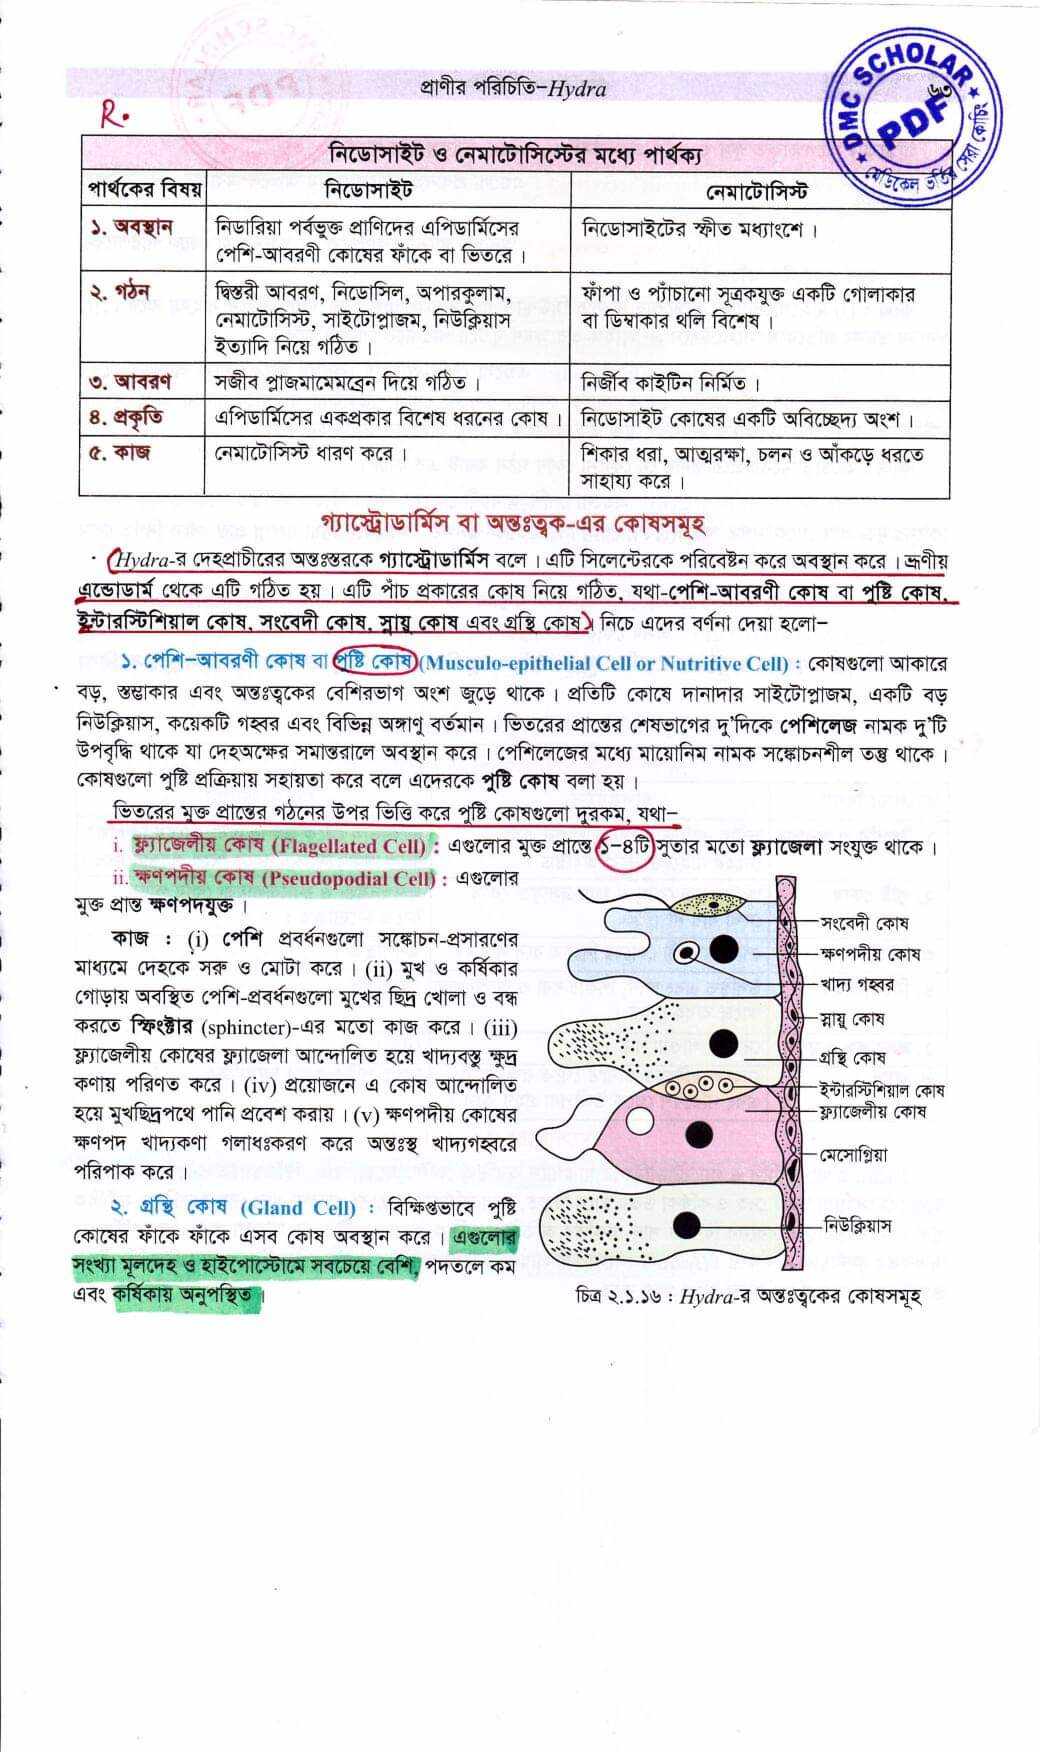 প্রাণীর পরিচিতি–Hydra
৬৩
DMC SCHOLAR
PDF
মেডিকেল ভর্তির সেরা কোচিং
R.
নিডোসাইট ও নেমাটোসিস্টের মধ্যে পার্থক্য
পার্থকের বিষয় নিডোসাইট নেমাটোসিস্ট
১. অবস্থান নিডারিয়া পর্বভুক্ত প্রাণিদের এপিডার্মিসের নিডোসাইটের স্ফীত মধ্যাংশে।
পেশি-আবরণী কোষের ফাঁকে বা ভিতরে।
২. গঠন দ্বিস্তরী আবরণ, নিডোসিল, অপারকুলাম, ফাঁপা ও প্যাঁচানো সূত্রকযুক্ত একটি গোলাকার
নেমাটোসিস্ট, সাইটোপ্লাজম, নিউক্লিয়াস বা ডিম্বাকার থলি বিশেষ।
ইত্যাদি নিয়ে গঠিত।
৩. আবরণ সজীব প্লাজমামেমব্রেন দিয়ে গঠিত। নির্জীব কাইটিন নির্মিত।
৪. প্রকৃতি এপিডার্মিসের একপ্রকার বিশেষ ধরনের কোষ। নিডোসাইট কোষের একটি অবিচ্ছেদ্য অংশ।
৫. কাজ নেমাটোসিস্ট ধারণ করে। শিকার ধরা, আত্মরক্ষা, চলন ও আঁকড়ে ধরতে
সাহায্য করে।
গ্যাস্ট্রোডার্মিস বা অন্তঃত্বক-এর কোষসমূহ
Hydra-র দেহপ্রাচীরের অন্তঃস্তরকে গ্যাস্ট্রোডার্মিস বলে। এটি সিলেন্টেরকে পরিবেষ্টন করে অবস্থান করে। ভ্রূণীয়
এন্ডোডার্ম থেকে এটি গঠিত হয়। এটি পাঁচ প্রকারের কোষ নিয়ে গঠিত, যথা-পেশি-আবরণী কোষ বা পুষ্টি কোষ,
ইন্টারস্টিশিয়াল কোষ, সংবেদী কোষ, স্নায়ু কোষ এবং গ্রন্থি কোষ। নিচে এদের বর্ণনা দেয়া হলো–
১. পেশি–আবরণী কোষ বা পুষ্টি কোষ (Musculo-epithelial Cell or Nutritive Cell) : কোষগুলো আকারে
বড়, স্তম্ভাকার এবং অন্তঃত্বকের বেশিরভাগ অংশ জুড়ে থাকে। প্রতিটি কোষে দানাদার সাইটোপ্লাজম, একটি বড়
নিউক্লিয়াস, কয়েকটি গহ্বর এবং বিভিন্ন অঙ্গাণু বর্তমান। ভিতরের প্রান্তের শেষভাগের দু'দিকে পেশিলেজ নামক দু'টি
উপবৃদ্ধি থাকে যা দেহঅক্ষের সমান্তরালে অবস্থান করে। পেশিলেজের মধ্যে মায়োনিম নামক সঙ্কোচনশীল তন্তু থাকে।
কোষগুলো পুষ্টি প্রক্রিয়ায় সহায়তা করে বলে এদেরকে পুষ্টি কোষ বলা হয়।
ভিতরের মুক্ত প্রান্তের গঠনের উপর ভিত্তি করে পুষ্টি কোষগুলো দুরকম, যথা–
i. ফ্ল্যাজেলীয় কোষ (Flagellated Cell) : এগুলোর মুক্ত প্রান্তে ১–৪টি সুতার মতো ফ্ল্যাজেলা সংযুক্ত থাকে।
ii. ক্ষণপদীয় কোষ (Pseudopodial Cell) : এগুলোর
মুক্ত প্রান্ত ক্ষণপদযুক্ত।
কাজ : (i) পেশি প্রবর্ধনগুলো সঙ্কোচন-প্রসারণের
মাধ্যমে দেহকে সরু ও মোটা করে। (ii) মুখ ও কর্ষিকার
গোড়ায় অবস্থিত পেশি-প্রবর্ধনগুলো মুখের ছিদ্র খোলা ও বন্ধ
করতে স্ফিংক্টার (sphincter)-এর মতো কাজ করে। (iii)
ফ্ল্যাজেলীয় কোষের ফ্ল্যাজেলা আন্দোলিত হয়ে খাদ্যবস্তু ক্ষুদ্র
কণায় পরিণত করে। (iv) প্রয়োজনে এ কোষ আন্দোলিত
হয়ে মুখছিদ্রপথে পানি প্রবেশ করায়। (v) ক্ষণপদীয় কোষের
ক্ষণপদ খাদ্যকণা গলাধঃকরণ করে অন্তঃস্থ খাদ্যগহ্বরে
পরিপাক করে।
২. গ্রন্থি কোষ (Gland Cell) : বিক্ষিপ্তভাবে পুষ্টি
কোষের ফাঁকে ফাঁকে এসব কোষ অবস্থান করে। এগুলোর
সংখ্যা মূলদেহ ও হাইপোস্টোমে সবচেয়ে বেশি, পদতলে কম
এবং কর্ষিকায় অনুপস্থিত।
সংবেদী কোষ
ক্ষণপদীয় কোষ
খাদ্য গহ্বর
স্নায়ু কোষ
গ্রন্থি কোষ
ইন্টারস্টিশিয়াল কোষ
ফ্ল্যাজেলীয় কোষ
মেসোগ্লিয়া
নিউক্লিয়াস
চিত্র ২.১.১৬ : Hydra-র অন্তঃত্বকের কোষসমূহ